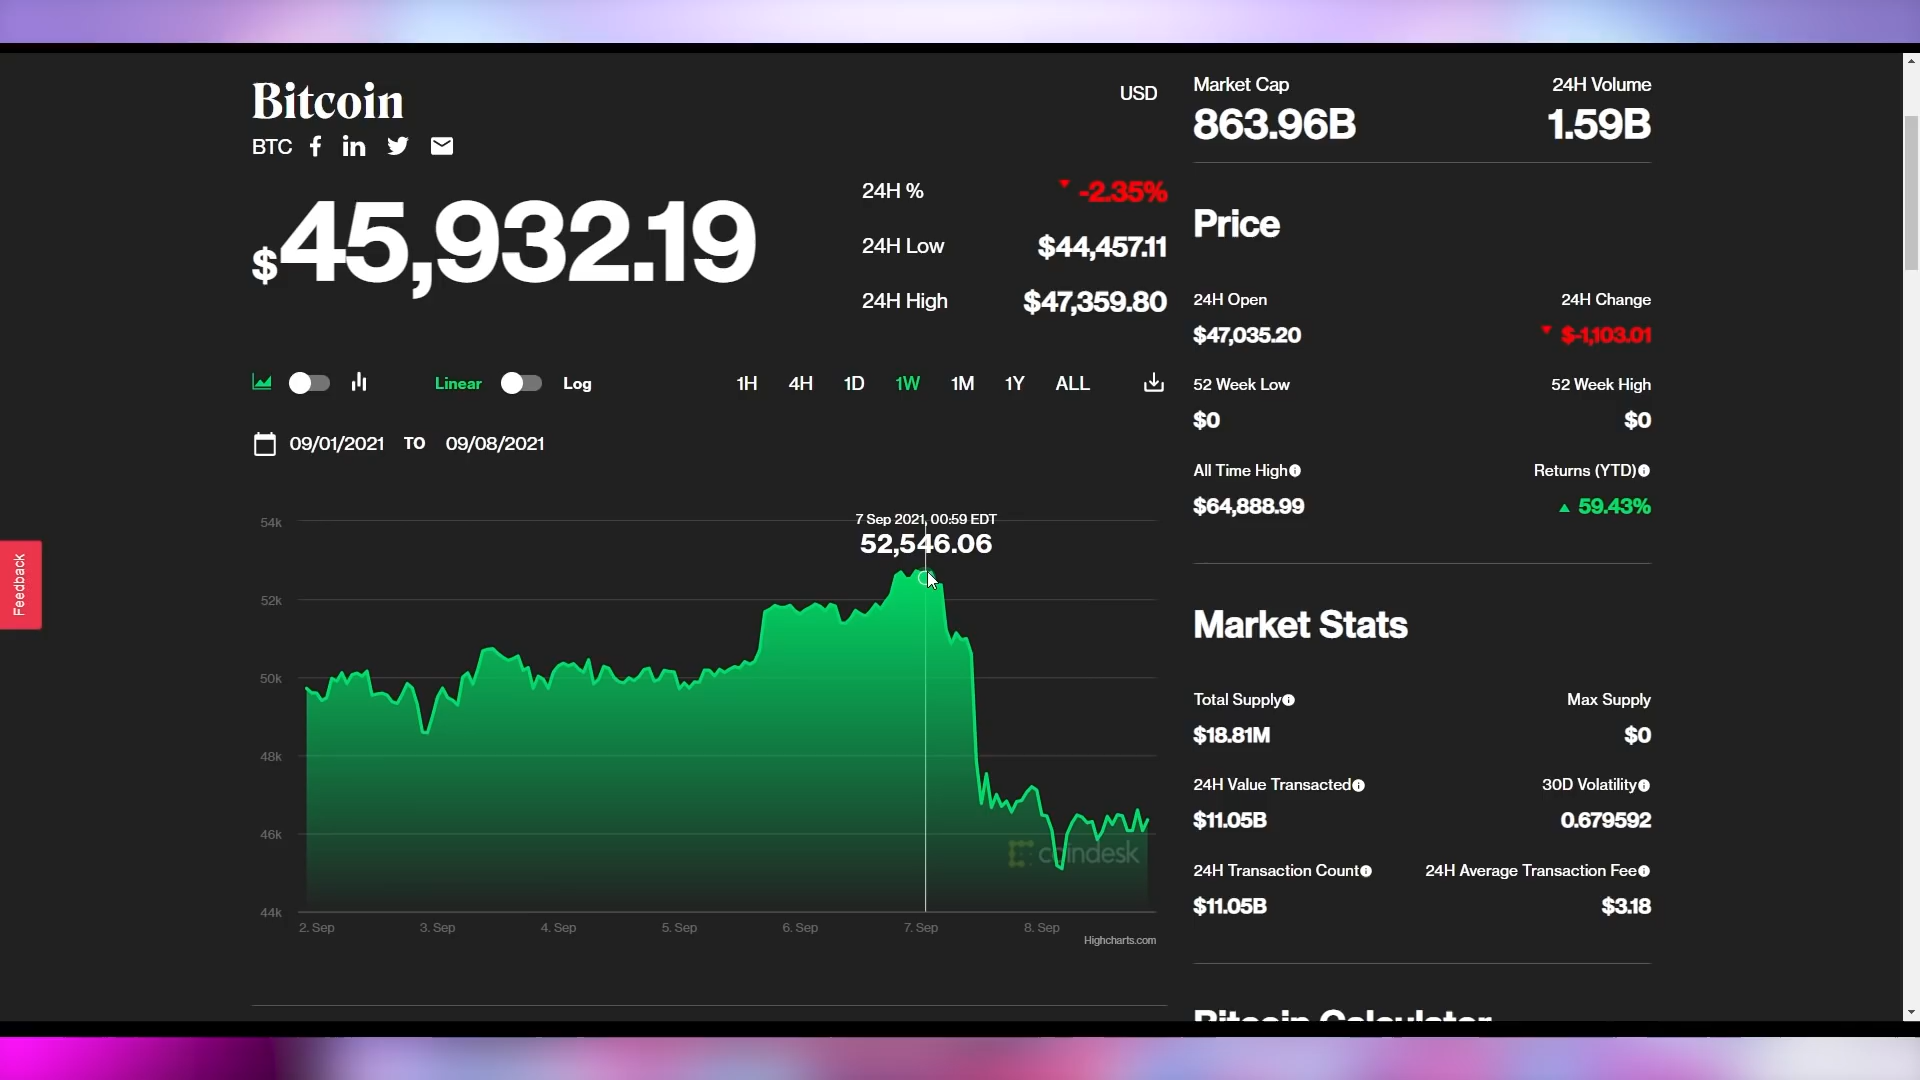 Bitcoin
USD
BTC
$45,932.19
24H % -2.35%
24H Low $44,457.11
24H High $47,359.80
Linear Log
1H 4H 1D 1W 1M 1Y ALL
09/01/2021 TO 09/08/2021
7 Sep 2021, 00:59 EDT
52,546.06
54k
52k
50k
48k
46k
44k
coindesk
2. Sep 3. Sep 4. Sep 5. Sep 6. Sep 7. Sep 8. Sep
Highcharts.com
Feedback
Market Cap 24H Volume
863.96B 1.59B
Price
24H Open 24H Change
$47,035.20 $-1,103.01
52 Week Low 52 Week High
$0 $0
All Time High Returns (YTD)
$64,888.99 59.43%
Market Stats
Total Supply Max Supply
$18.81M $0
24H Value Transacted 30D Volatility
$11.05B 0.679592
24H Transaction Count 24H Average Transaction Fee
$11.05B $3.18
Bitcoin Calculator